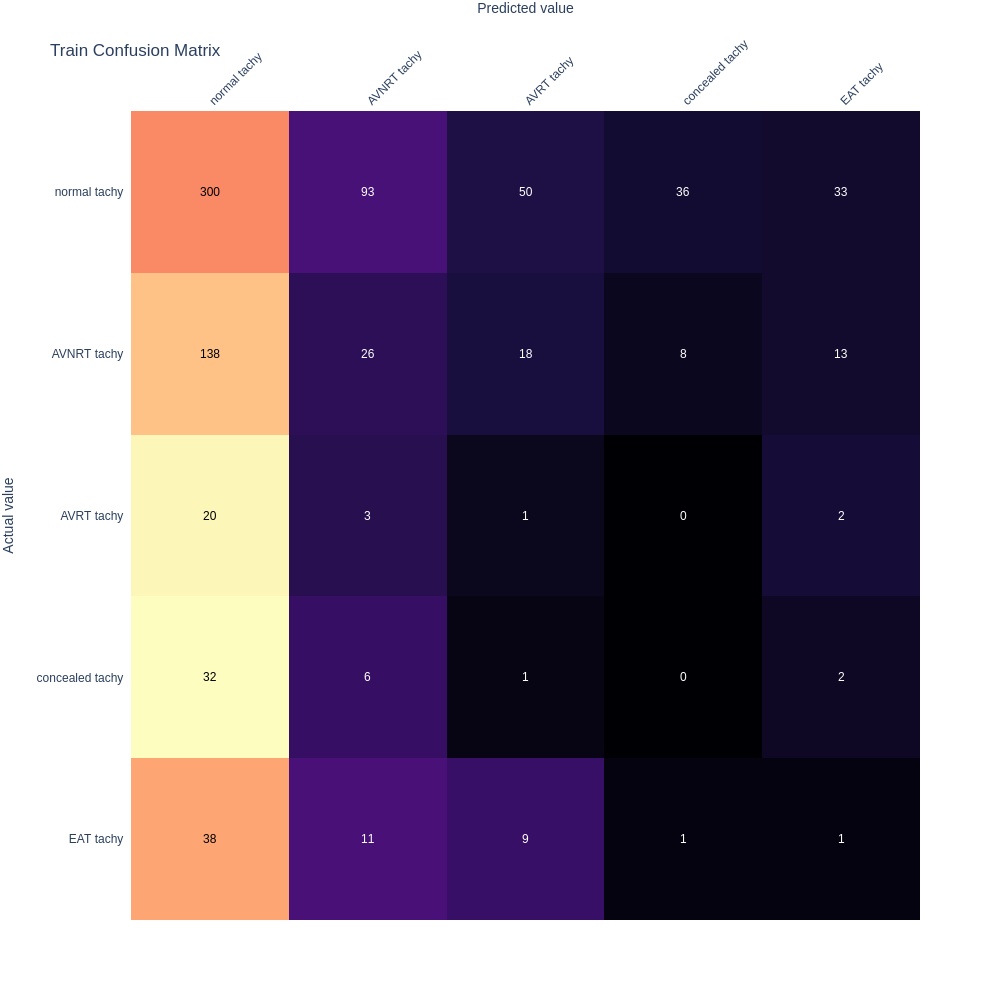 Predicted value
Train Confusion Matrix
normal tachy
AVNRT tachy
AVRT tachy
concealed tachy
EAT tachy
Actual value
normal tachy 300 93 50 36 33
AVNRT tachy 138 26 18 8 13
AVRT tachy 20 3 1 0 2
concealed tachy 32 6 1 0 2
EAT tachy 38 11 9 1 1